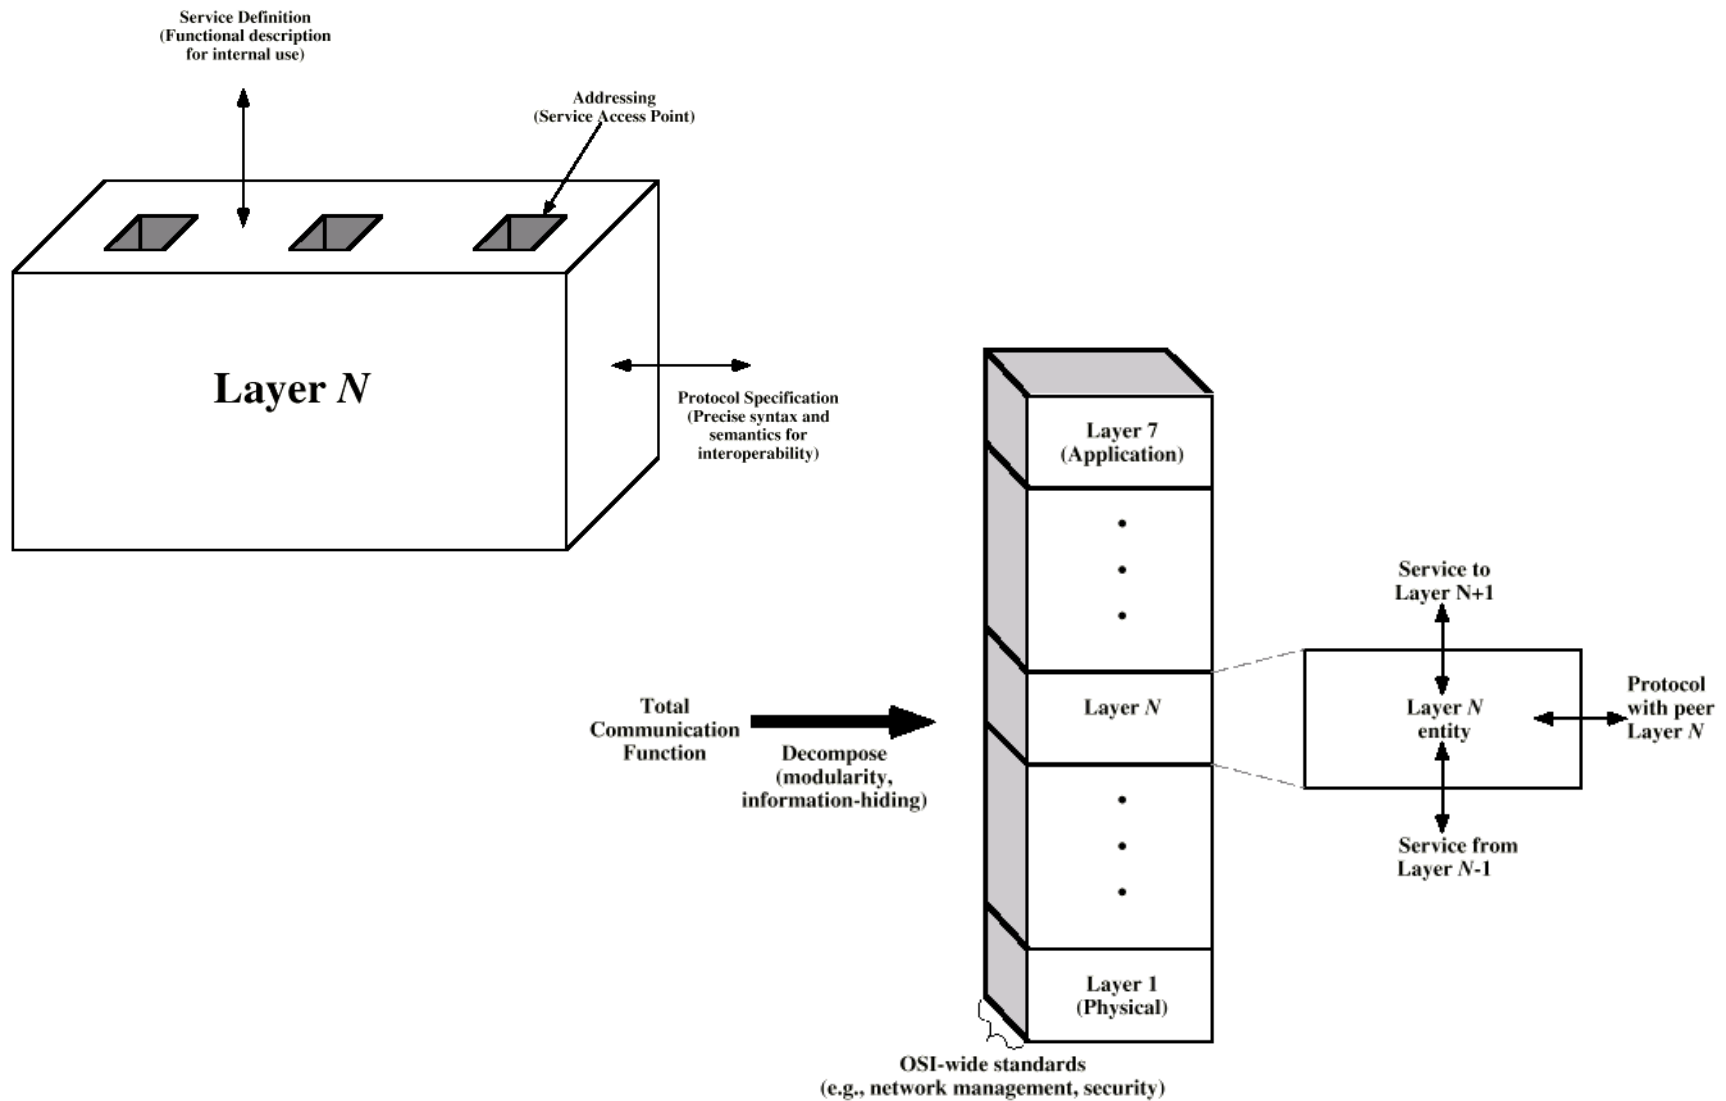 Service Definition
(Functional description
for internal use)
Addressing
(Service Access Point)
Layer N
Protocol Specification
(Precise syntax and
semantics for
interoperability)
Layer 7
(Application)
Total
Communication
Function
Decompose
(modularity,
information-hiding)
Layer N
Layer 1
(Physical)
OSI-wide standards
(e.g., network management, security)
Service to
Layer N+1
Layer N
entity
Protocol
with peer
Layer N
Service from
Layer N-1